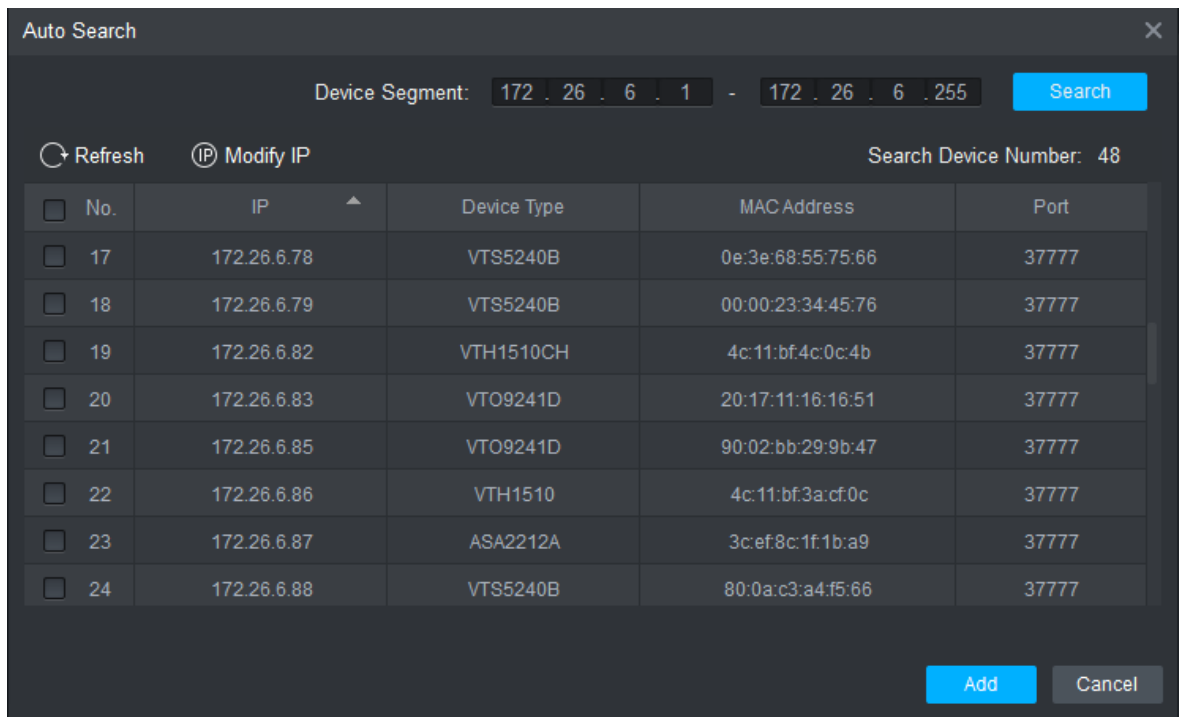 Auto Search
Device Segment: 172 . 26 . 6 . 1 - 172 . 26 . 6 . 255 Search
Refresh IP Modify IP Search Device Number: 48
No. IP Device Type MAC Address Port
17 172.26.6.78 VTS5240B 0e:3e:68:55:75:66 37777
18 172.26.6.79 VTS5240B 00:00:23:34:45:76 37777
19 172.26.6.82 VTH1510CH 4c:11:bf:4c:0c:4b 37777
20 172.26.6.83 VTO9241D 20:17:11:16:16:51 37777
21 172.26.6.85 VTO9241D 90:02:bb:29:9b:47 37777
22 172.26.6.86 VTH1510 4c:11:bf:3a:cf:0c 37777
23 172.26.6.87 ASA2212A 3c:ef:8c:1f:1b:a9 37777
24 172.26.6.88 VTS5240B 80:0a:c3:a4:f5:66 37777
Add Cancel